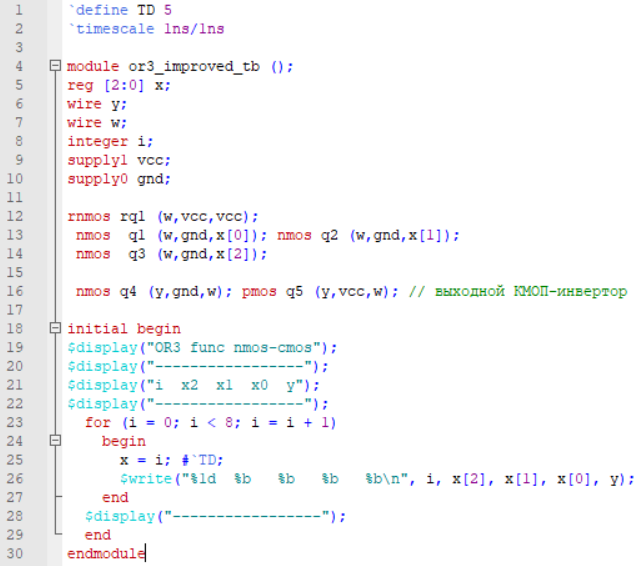 1 `define TD 5
2 `timescale 1ns/1ns
3
4 module or3_improved_tb ();
5 reg [2:0] x;
6 wire y;
7 wire w;
8 integer i;
9 supply1 vcc;
10 supply0 gnd;
11
12 rnmos rq1 (w,vcc,vcc);
13 nmos  q1 (w,gnd,x[0]); nmos q2 (w,gnd,x[1]);
14 nmos  q3 (w,gnd,x[2]);
15
16 nmos q4 (y,gnd,w); pmos q5 (y,vcc,w); // выходной КМОП-инвертор
17
18 initial begin
19 $display("OR3 func nmos-cmos");
20 $display("-----------------");
21 $display("i  x2  x1  x0  y");
22 $display("-----------------");
23   for (i = 0; i < 8; i = i + 1)
24     begin
25       x = i; #`TD;
26       $write("%1d  %b   %b   %b   %b\n", i, x[2], x[1], x[0], y);
27     end
28   $display("-----------------");
29   end
30 endmodule